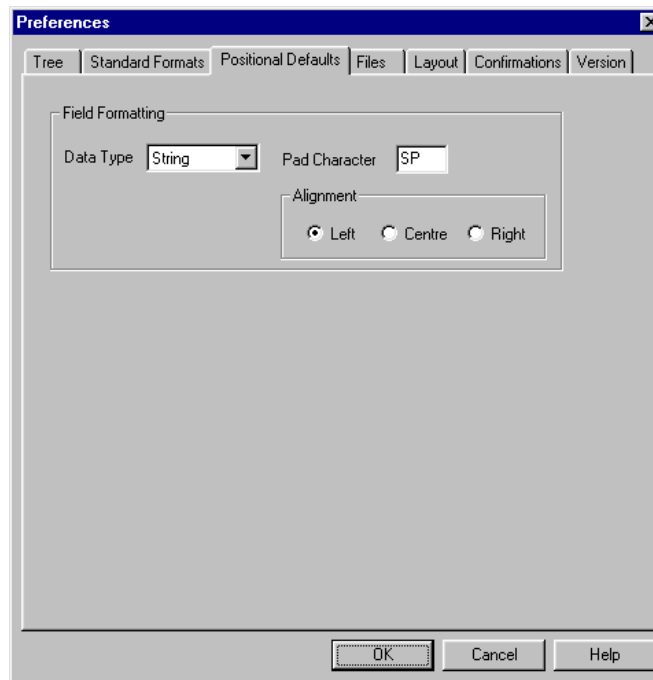 Preferences
Tree Standard Formats Positional Defaults Files Layout Confirmations Version
Field Formatting
Data Type String Pad Character SP
Alignment
Left Centre Right
OK Cancel Help